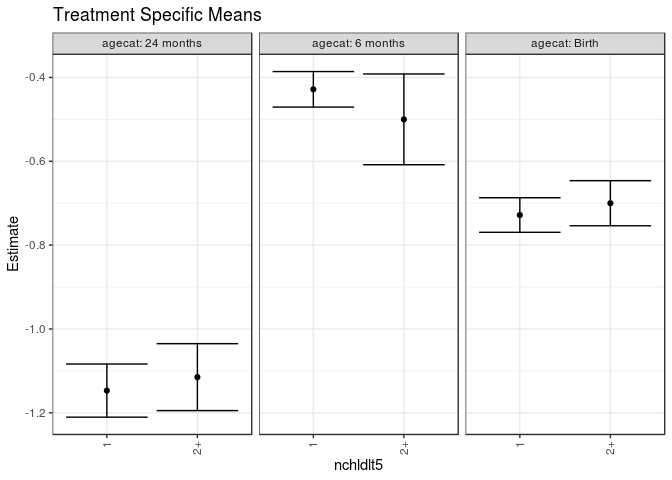 Treatment Specific Means
agecat: 24 months
agecat: 6 months
agecat: Birth
-0.4
-0.6
-0.8
-1.0
-1.2
Estimate
1
2+
1
2+
1
2+
nchldlt5